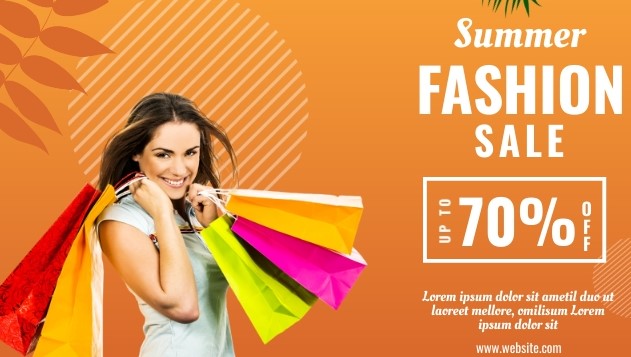 Summer
FASHION
SALE
UP TO 70% OFF
Lorem ipsum dolor sit ametil duo ut
laoreet mellore, omilisum Lorem
ipsum dolor sit
www.website.com